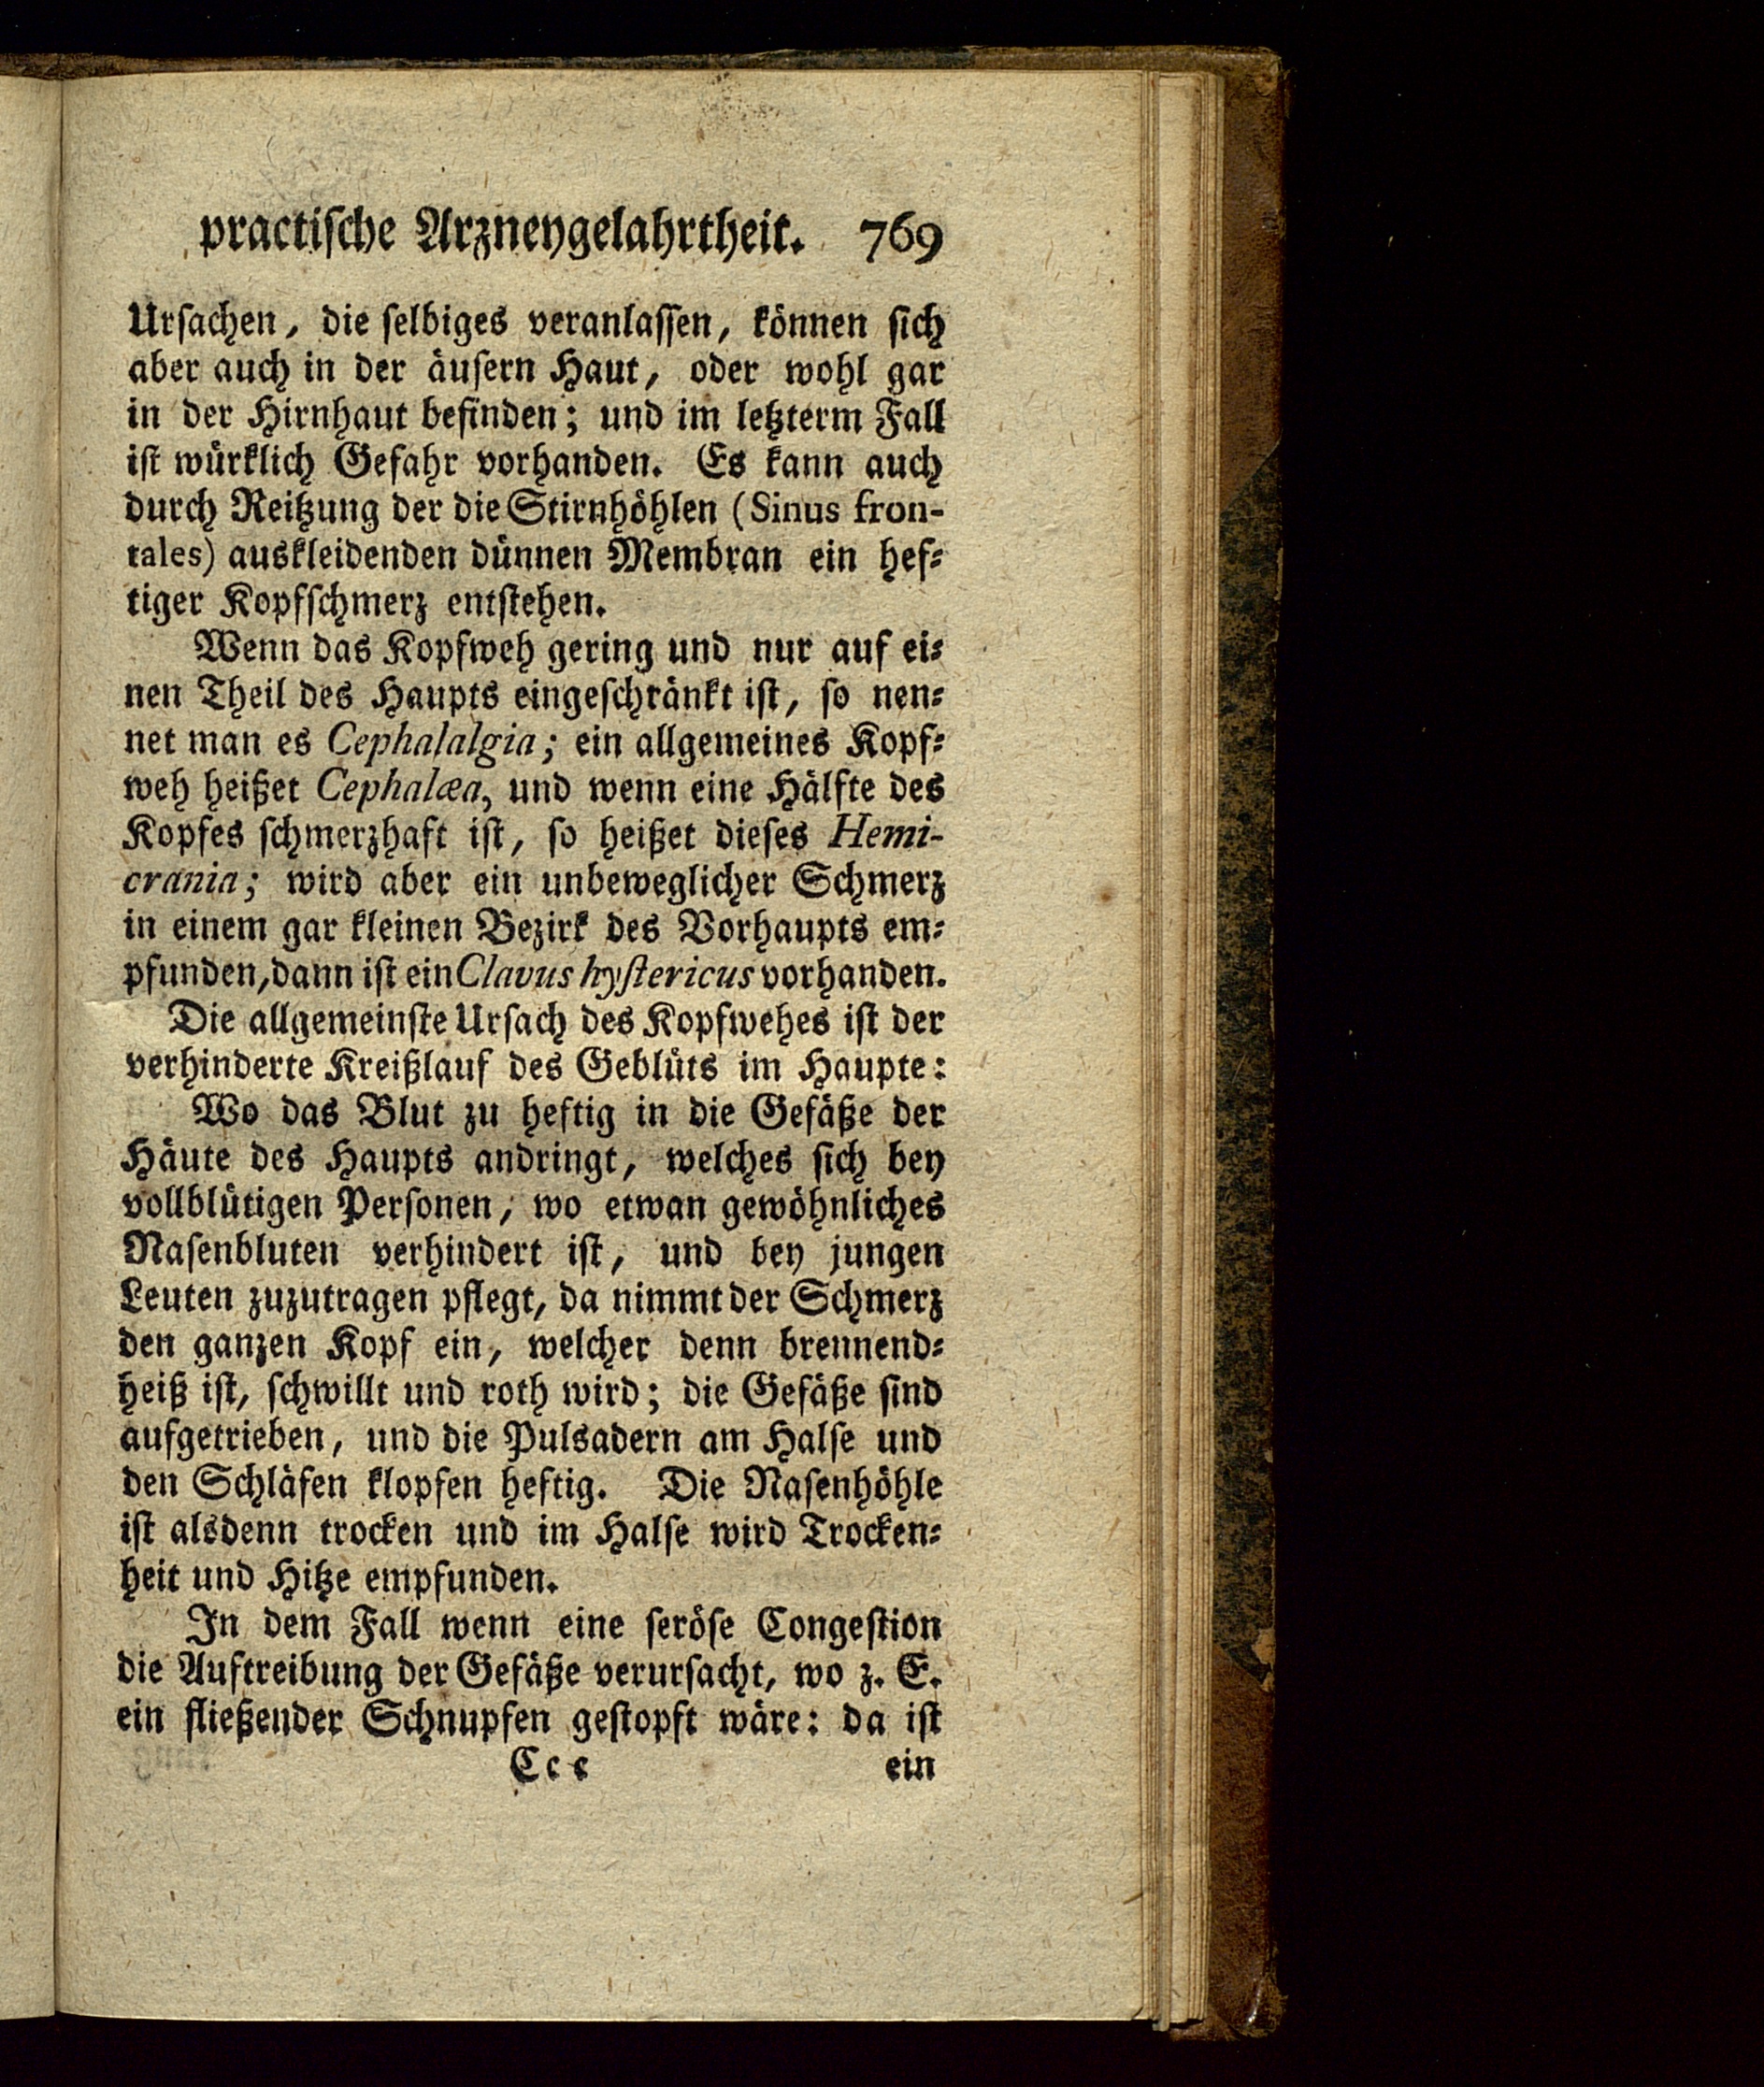 practische Arzneygelahrtheit. 769
Ursachen, die selbiges veranlassen, können sich
aber auch in der äusern Haut, oder wohl gar
in der Hirnhaut befinden; und im letzterm Fall
ist würklich Gefahr vorhanden. Es kann auch
durch Reitzung der die Stirnhöhlen (Sinus fron-
tales) auskleidenden dünnen Membran ein hef-
tiger Kopfschmerz entstehen.
Wenn das Kopfweh gering und nur auf ei-
nen Theil des Haupts eingeschränkt ist, so nen-
net man es Cephalalgia; ein allgemeines Kopf-
weh heißet Cephalæa, und wenn eine Hälfte des
Kopfes schmerzhaft ist, so heißet dieses Hemi-
crania; wird aber ein unbeweglicher Schmerz
in einem gar kleinen Bezirk des Vorhaupts em-
pfunden, dann ist ein Clavus hystericus vorhanden.
Die allgemeinste Ursach des Kopfwehes ist der
verhinderte Kreißlauf des Geblüts im Haupte:
Wo das Blut zu heftig in die Gefäße der
Häute des Haupts andringt, welches sich bey
vollblütigen Personen, wo etwan gewöhnliches
Nasenbluten verhindert ist, und bey jungen
Leuten zuzutragen pflegt, da nimmt der Schmerz
den ganzen Kopf ein, welcher denn brennend-
heiß ist, schwillt und roth wird; die Gefäße sind
aufgetrieben, und die Pulsadern am Halse und
den Schläfen klopfen heftig. Die Nasenhöhle
ist alsdenn trocken und im Halse wird Trocken-
heit und Hitze empfunden.
In dem Fall wenn eine seröse Congestion
die Auftreibung der Gefäße verursacht, wo z. E.
ein fließender Schnupfen gestopft wäre: da ist
Ccc ein